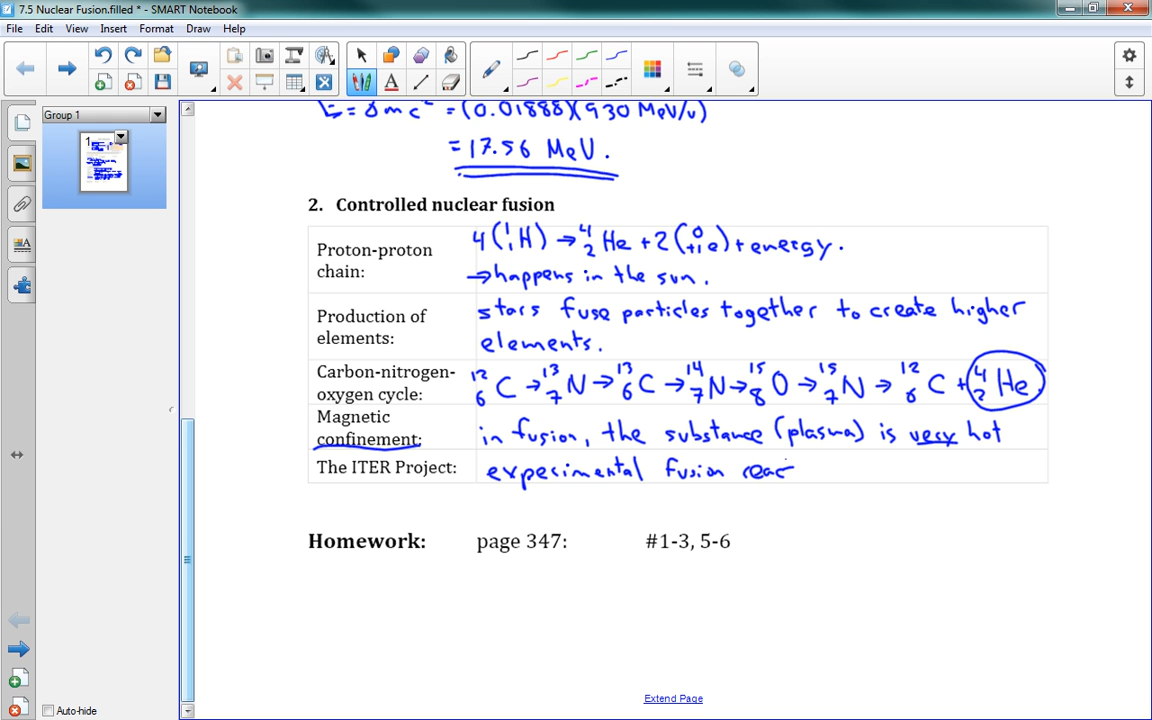 7.5 Nuclear Fusion.filled * - SMART Notebook
File Edit View Insert Format Draw Help
Group 1
1
E = Δmc² = (0.01888)(930 MeV/u)
= 17.56 MeV.
2. Controlled nuclear fusion
Proton-proton chain: 4(¹₁H) → ⁴₂He + 2(⁰₊₁e) + energy.
→ happens in the sun.
Production of elements: stars fuse particles together to create higher
elements.
Carbon-nitrogen-oxygen cycle: ¹²₆C → ¹³₇N → ¹³₆C → ¹⁴₇N → ¹⁵₈O → ¹⁵₇N → ¹²₆C + ⁴₂He
Magnetic confinement: in fusion, the substance (plasma) is very hot
The ITER Project: experimental fusion reac
Homework: page 347: #1-3, 5-6
Extend Page
Auto-hide